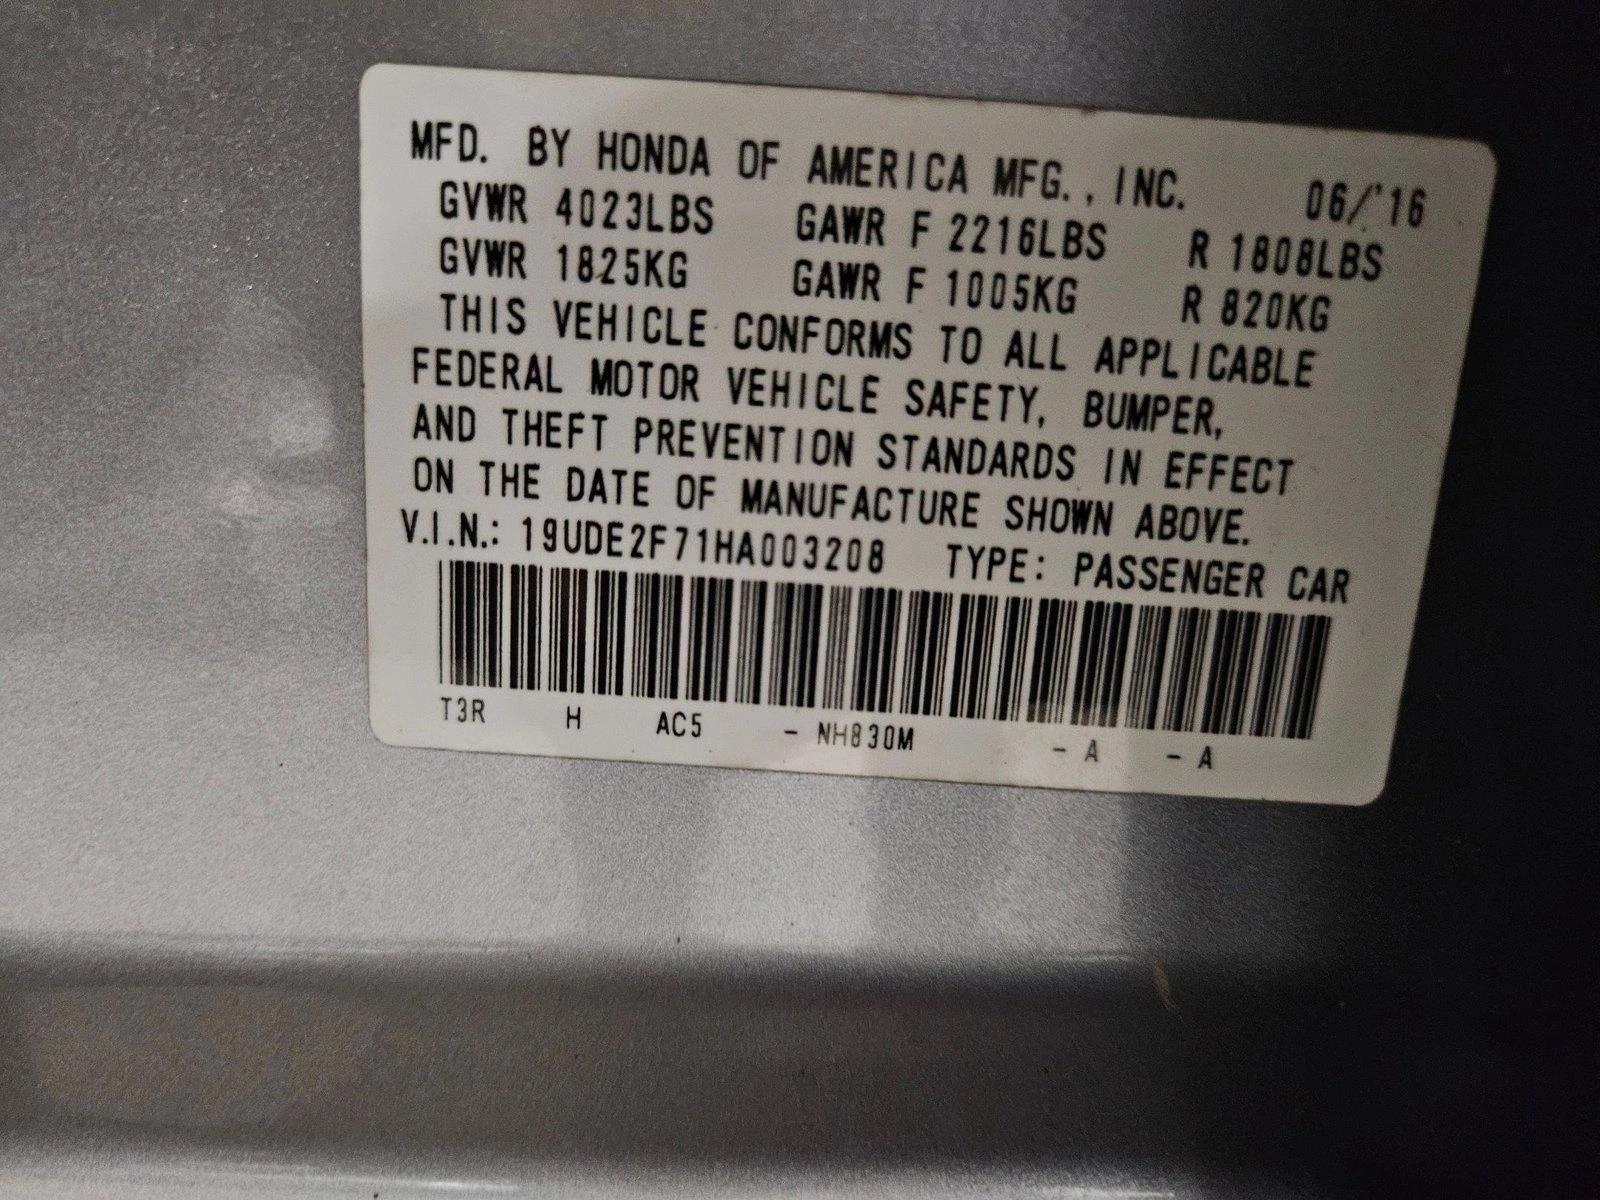 MFD. BY HONDA OF AMERICA MFG., INC. 06/'16
GVWR 4023LBS GAWR F 2216LBS R 1808LBS
GVWR 1825KG GAWR F 1005KG R 820KG
THIS VEHICLE CONFORMS TO ALL APPLICABLE
FEDERAL MOTOR VEHICLE SAFETY, BUMPER,
AND THEFT PREVENTION STANDARDS IN EFFECT
ON THE DATE OF MANUFACTURE SHOWN ABOVE.
V.I.N.: 19UDE2F71HA003208 TYPE: PASSENGER CAR
T3R H AC5 - NH830M - A - A